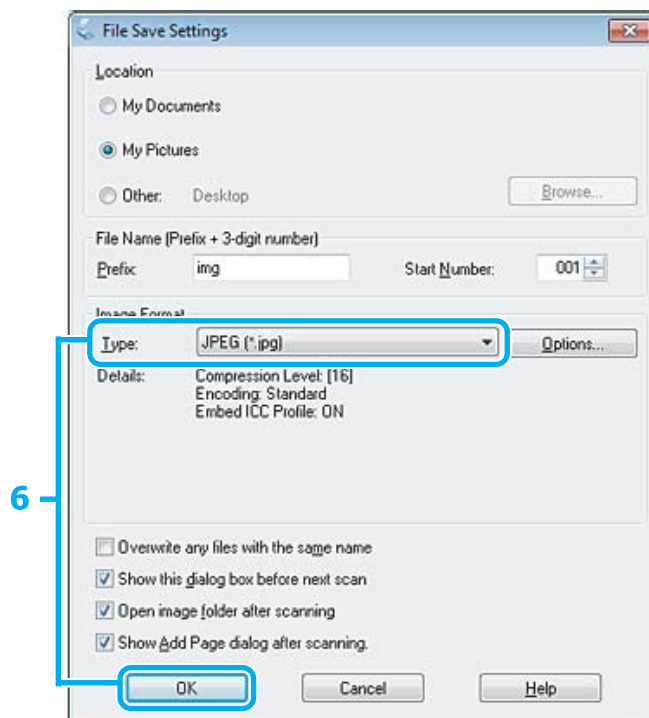 File Save Settings
Location
My Documents
My Pictures
Other: Desktop Browse...
File Name (Prefix + 3-digit number)
Prefix: img Start Number: 001
Image Format
Type: JPEG (*.jpg) Options...
Details: Compression Level: [16]
Encoding: Standard
Embed ICC Profile: ON
6
Overwrite any files with the same name
Show this dialog box before next scan
Open image folder after scanning
Show Add Page dialog after scanning.
OK Cancel Help